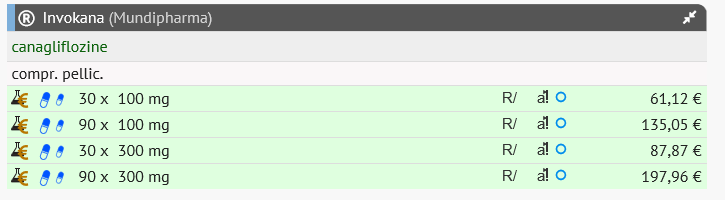 ® Invokana (Mundipharma)
canagliflozine
compr. pellic.
30 x 100 mg R/ a! 61,12 €
90 x 100 mg R/ a! 135,05 €
30 x 300 mg R/ a! 87,87 €
90 x 300 mg R/ a! 197,96 €